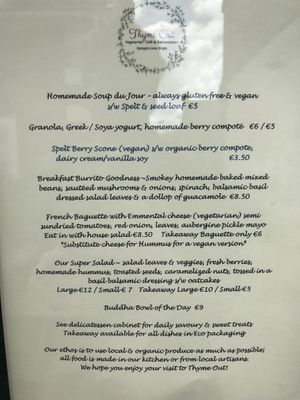 Thyme Out
Vegetarian Café & Delicatessen
Homemade Soup du Jour - always gluten free & vegan
s/w Spelt & seed loaf €5
Granola, Greek / Soya yogurt, homemade berry compoté €6 / €5
Spelt Berry Scone (vegan) s/w organic berry compote,
dairy cream/vanilla soy €3.50
Breakfast Burrito Goodness ~Smokey homemade baked mixed
beans, sautéed mushrooms & onions, spinach, balsamic basil
dressed salad leaves & a-dollop of guacamole €8.50
French Baguette with Emmental cheese (vegetarian) semi
sundried tomatoes, red onion, leaves, aubergine pickle mayo
Eat in with house salad €8.50 Takeaway Baguette only €6
*Substitute cheese for Hummus for a vegan version*
Our Super Salad ~ salad leaves & veggies, fresh berries,
homemade hummus, toasted seeds, caramelized nuts, tossed in a
basil balsamic dressing s/w oatcakes
Large €12 / Small € 7 Takeaway Large €10 / Small €5
Buddha Bowl of the Day €9
See delicatessen cabinet for daily savoury & sweet treats
Takeaway available for all dishes in Eco packaging
Our ethos is to use local & organic produce as much as possible;
all food is made in our kitchen or from local artisans.
We hope you enjoy your visit to Thyme Out!